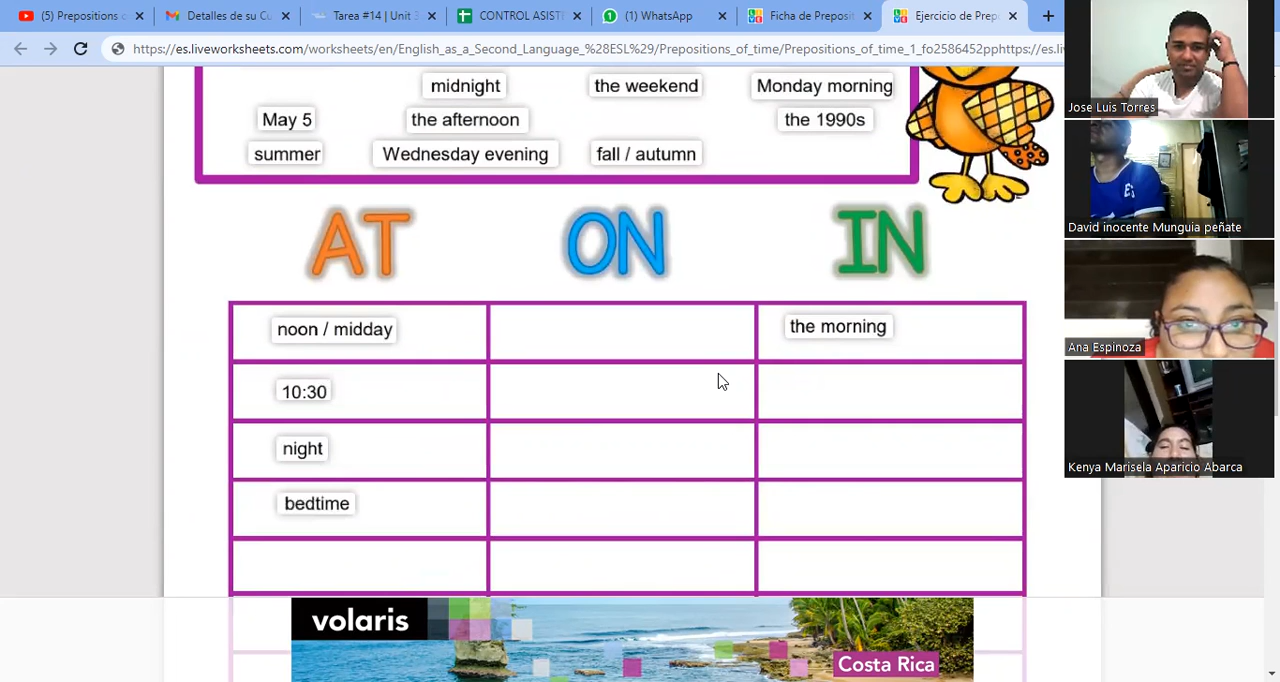 (5) Prepositions o
Detalles de su Cu
Tarea #14 | Unit
CONTROL ASIST
(1) WhatsApp
Ficha de Preposit
Ejercicio de Prep
https://es.liveworksheets.com/worksheets/en/English_as_a_Second_Language_%28ESL%29/Prepositions_of_time/Prepositions_of_time_1_fo2586452pphttps://es.li
midnight the weekend Monday morning
May 5 the afternoon the 1990s
summer Wednesday evening fall / autumn
AT ON IN
noon / midday the morning
10:30
night
bedtime
volaris
Costa Rica
Jose Luis Torres
David inocente Munguia peñate
Ana Espinoza
Kenya Marisela Aparicio Abarca